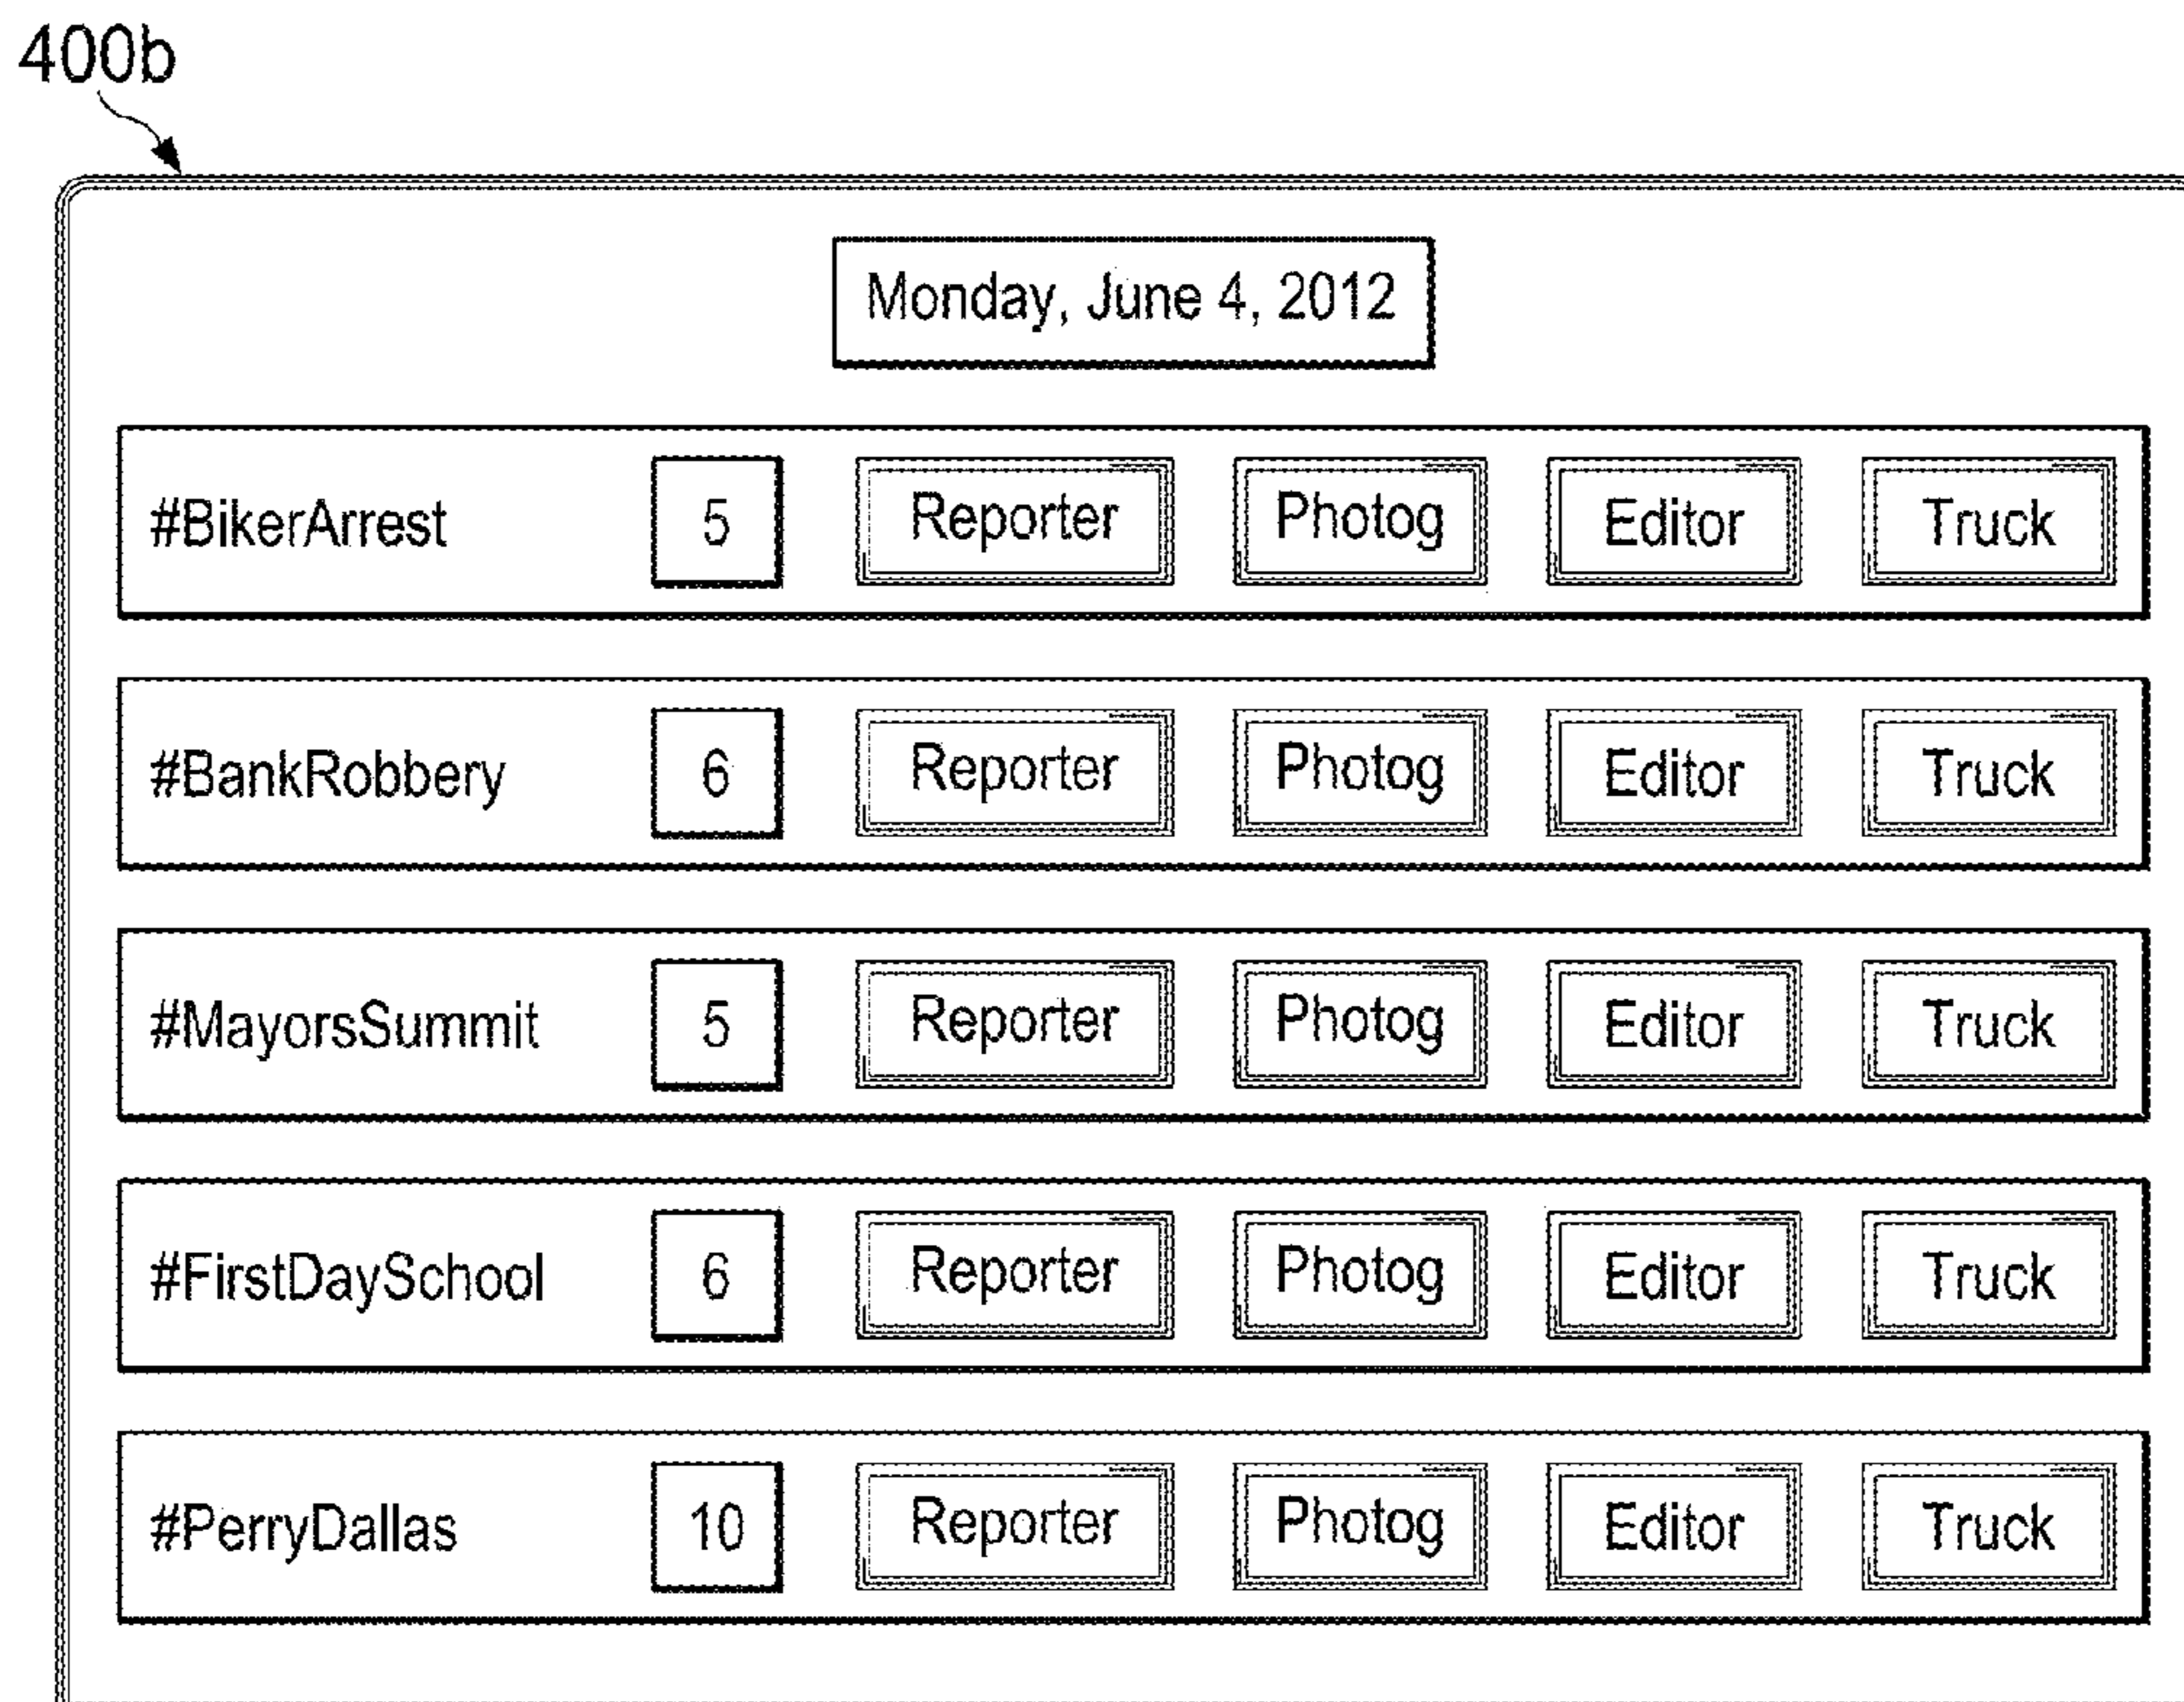 400b
Monday, June 4, 2012
#BikerArrest 5 Reporter Photog Editor Truck
#BankRobbery 6 Reporter Photog Editor Truck
#MayorsSummit 5 Reporter Photog Editor Truck
#FirstDaySchool 6 Reporter Photog Editor Truck
#PerryDallas 10 Reporter Photog Editor Truck